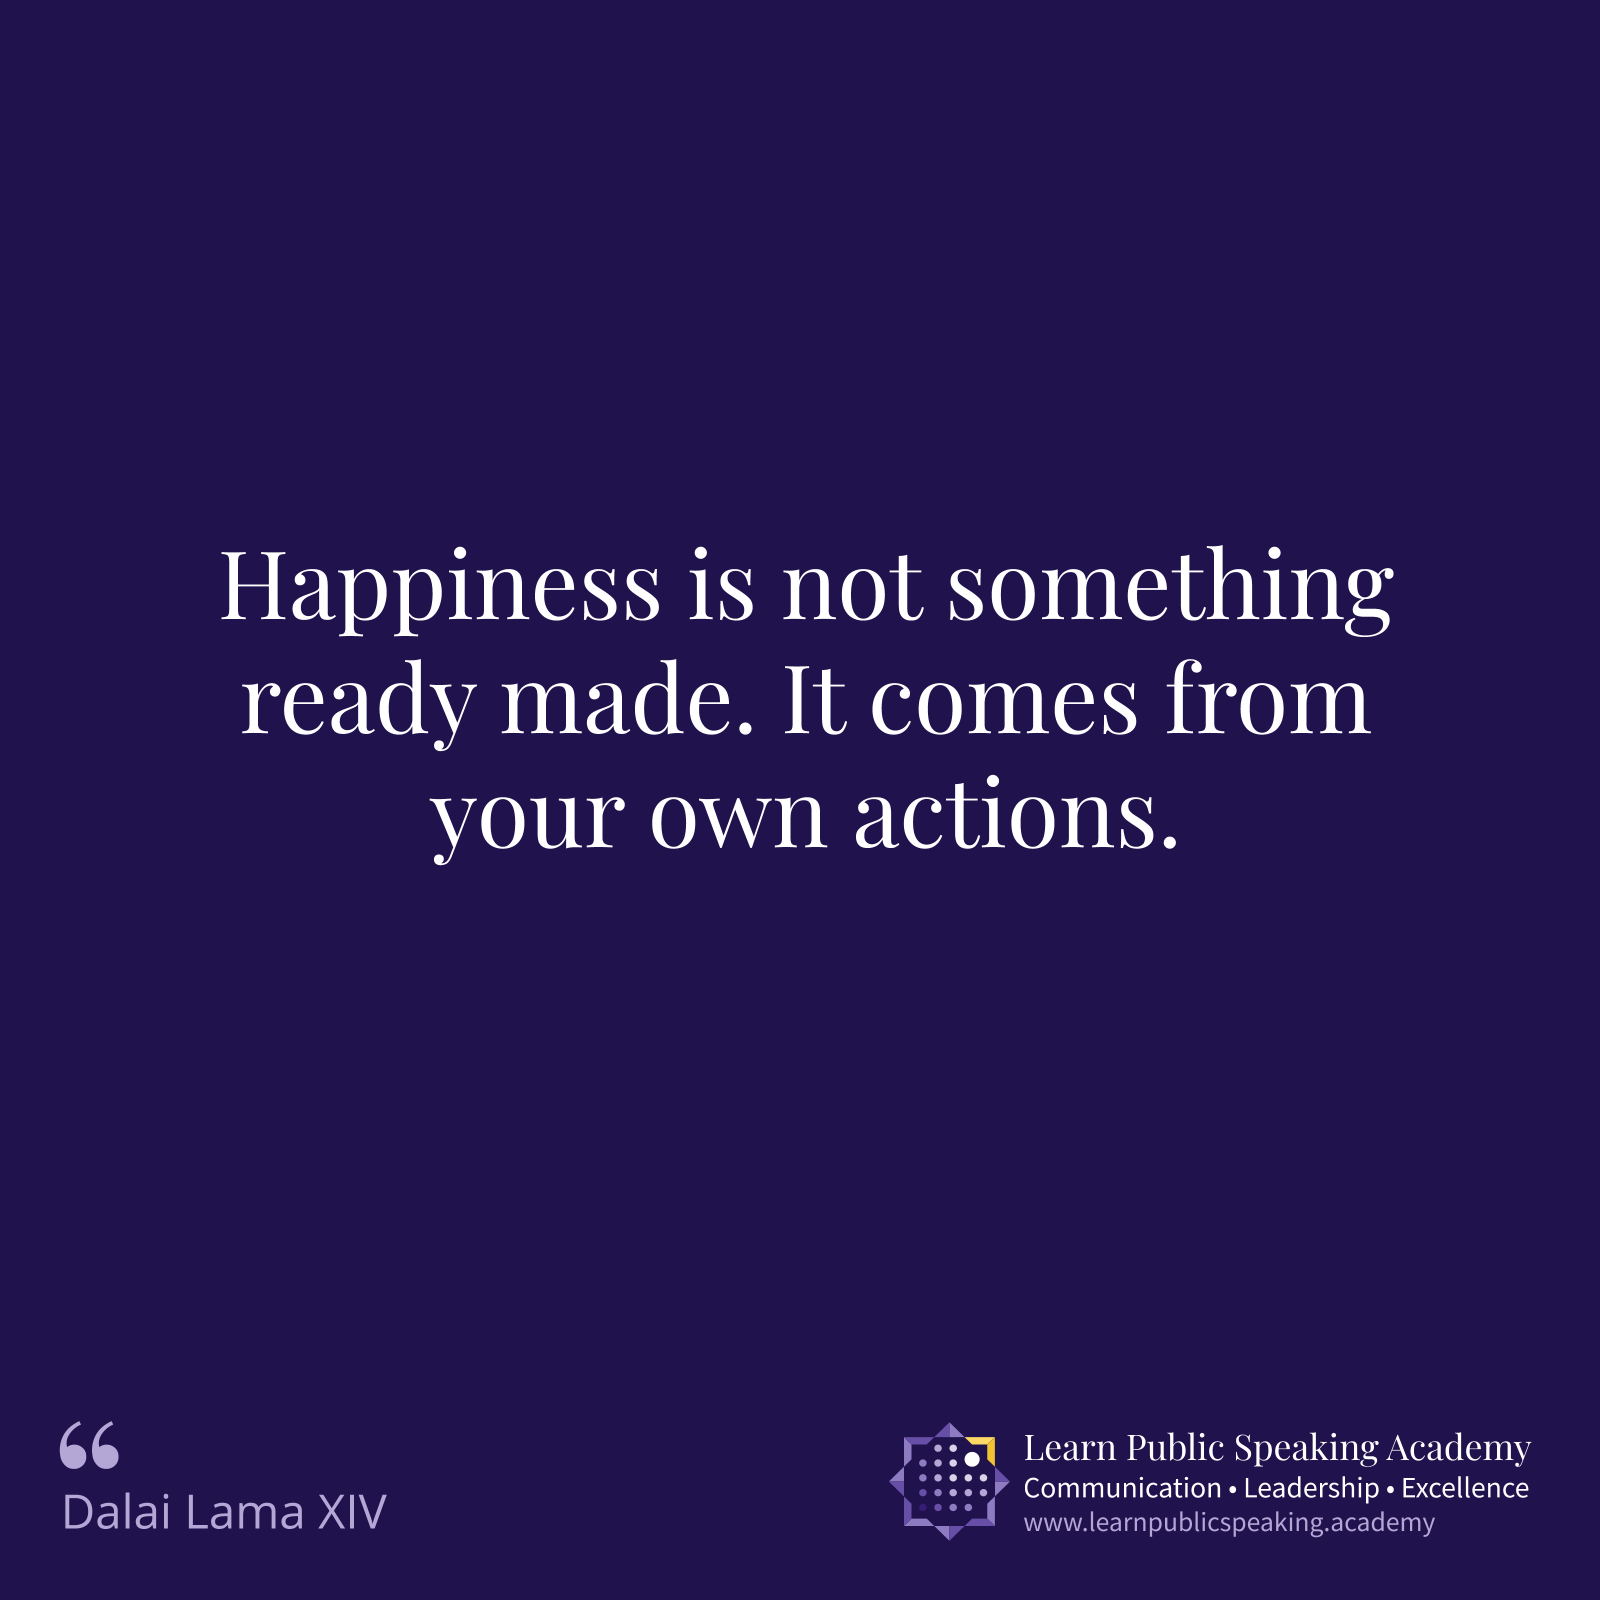 Happiness is not something
ready made. It comes from
your own actions.
“
Dalai Lama XIV
Learn Public Speaking Academy
Communication • Leadership • Excellence
www.learnpublicspeaking.academy